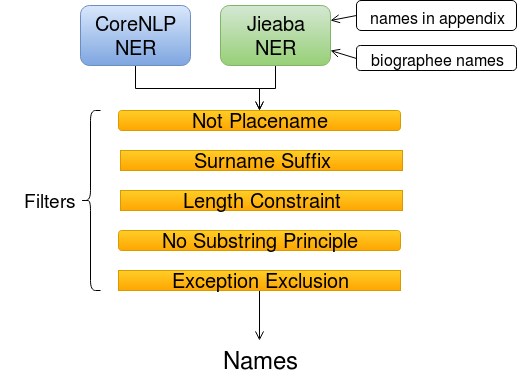 CoreNLP
NER
Jieaba
NER
names in appendix
biographee names
Not Placename
Surname Suffix
Filters
Length Constraint
No Substring Principle
Exception Exclusion
Names